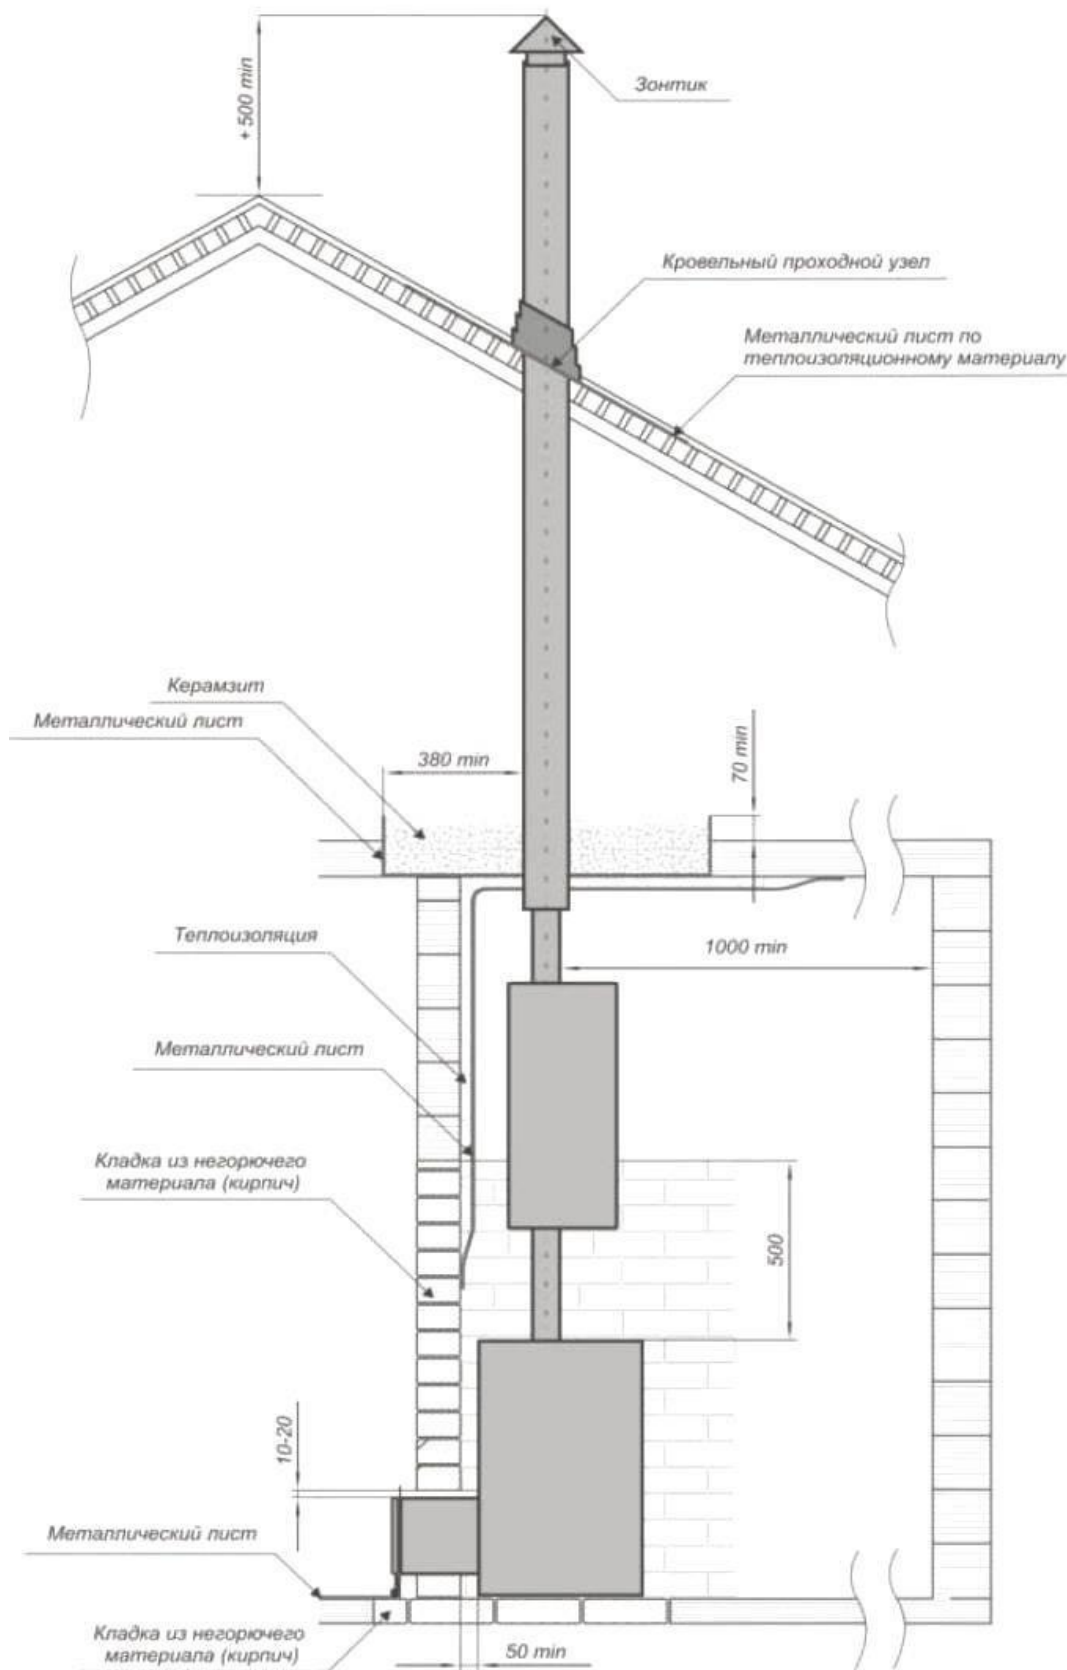 +500 min
Зонтик
Кровельный проходной узел
Металлический лист по
теплоизоляционному материалу
Керамзит
Металлический лист
380 min
70 min
Теплоизоляция
1000 min
Металлический лист
Кладка из негорючего
материала (кирпич)
500
10-20
Металлический лист
Кладка из негорючего
материала (кирпич)
50 min